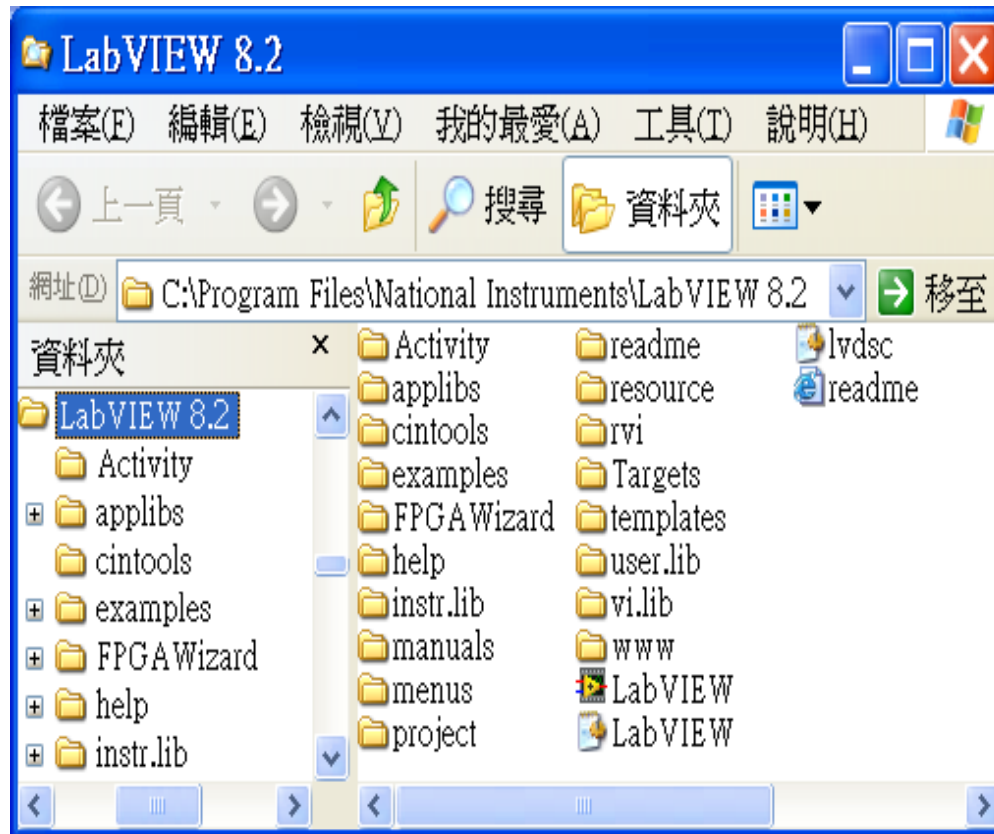 LabVIEW 8.2
檔案(F) 編輯(E) 檢視(V) 我的最愛(A) 工具(T) 說明(H)
上一頁 搜尋 資料夾
網址(D) C:\Program Files\National Instruments\LabVIEW 8.2 移至
資料夾 x
LabVIEW 8.2
Activity
applibs
cintools
examples
FPGAWizard
help
instr.lib
Activity
applibs
cintools
examples
FPGAWizard
help
instr.lib
manuals
menus
project
readme
resource
rvi
Targets
templates
user.lib
vi.lib
www
LabVIEW
LabVIEW
lvdsc
readme